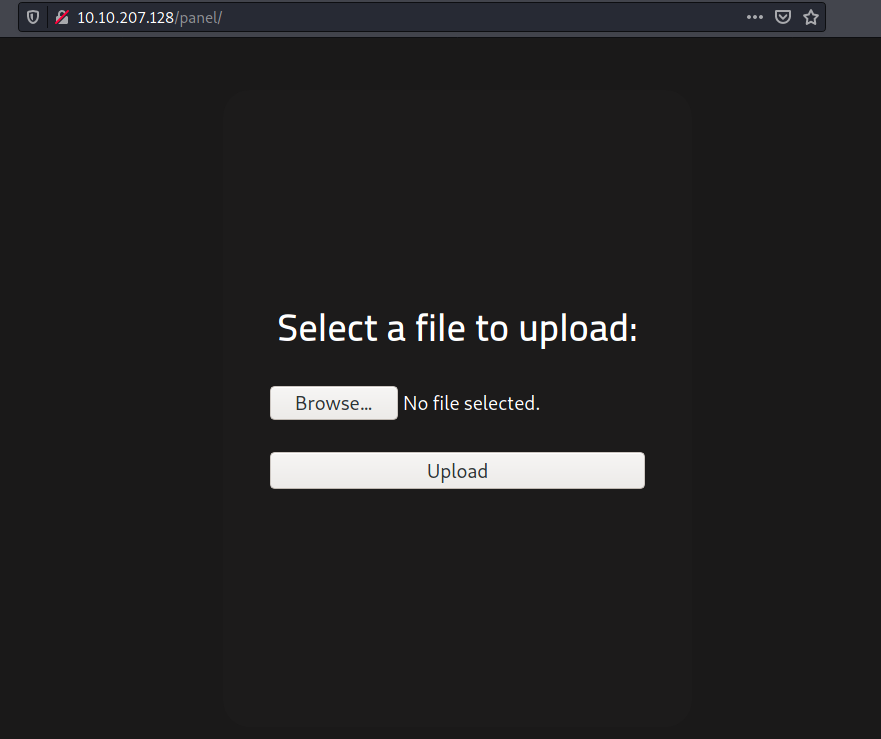 10.10.207.128/panel/
Select a file to upload:
Browse... No file selected.
Upload